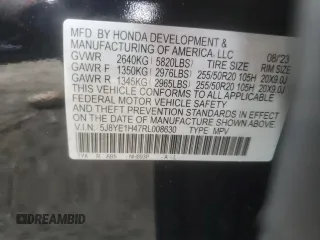 MFD. BY HONDA DEVELOPMENT &
MANUFACTURING OF AMERICA, LLC 08/23
GVWR 2640KG( 5820LBS) TIRE SIZE RIM SIZE
GAWR F 1350KG( 2976LBS) 255/50R20 105H 20X9.0J
GAWR R 1345KG( 2965LBS) 255/50R20 105H 20X9.0J
THIS VEHICLE CONFORMS TO ALL APPLICABLE
FEDERAL MOTOR VEHICLE SAFETY AND THEFT
PREVENTION STANDARDS IN EFFECT ON THE DATE OF
MANUFACTURE SHOWN ABOVE.
V.I.N. 5J8YE1H47RL008630 TYPE: MPV
DREAMBID